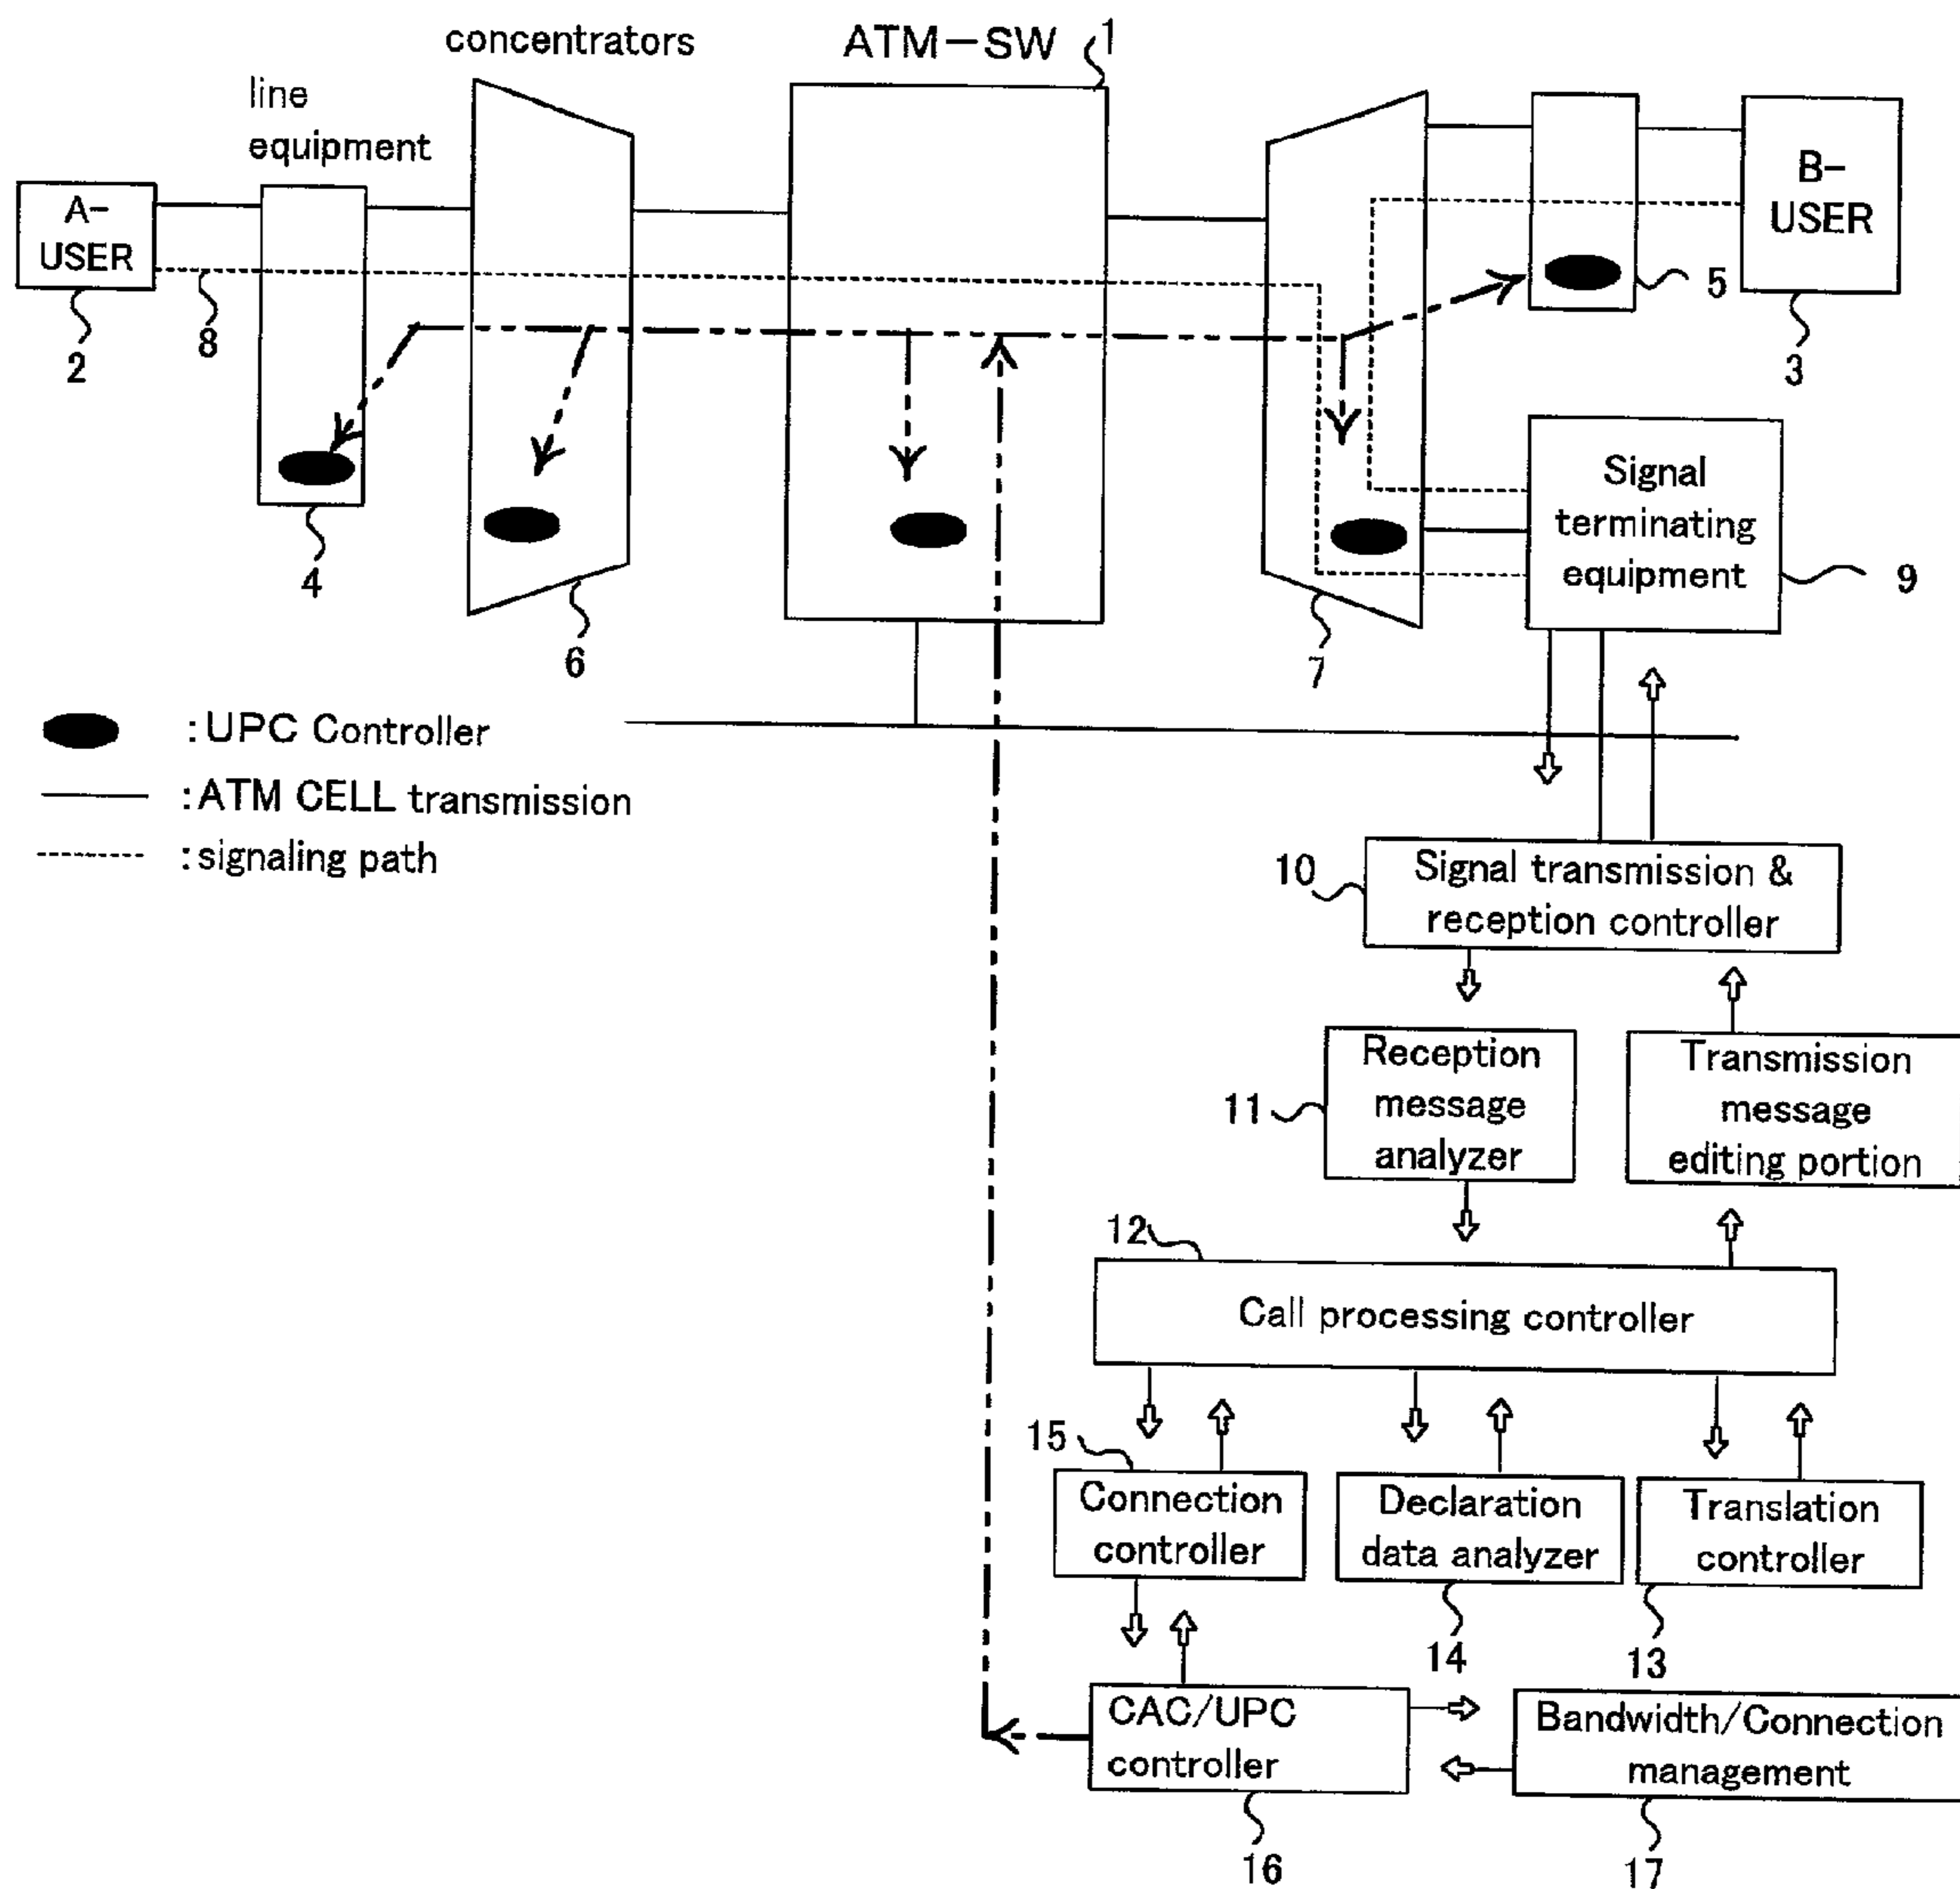 concentrators
ATM-SW
1
line
equipment
A-
USER
B-
USER
2
8
5
3
4
6
7
Signal
terminating
equipment
9
:UPC Controller
:ATM CELL transmission
:signaling path
10
Signal transmission &
reception controller
11
Reception
message
analyzer
Transmission
message
editing portion
12
Call processing controller
15
Connection
controller
Declaration
data analyzer
Translation
controller
14
13
CAC/UPC
controller
Bandwidth/Connection
management
16
17